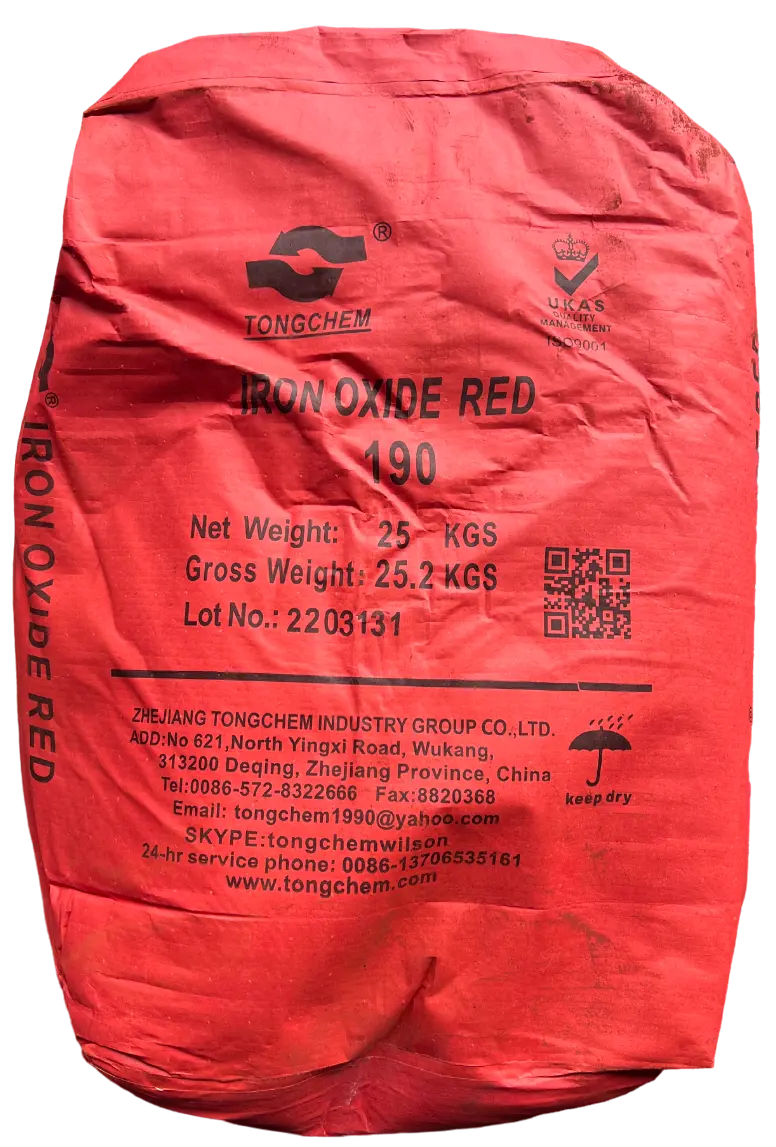 ®
TONGCHEM
UKAS
QUALITY
MANAGEMENT
ISO9001
IRON OXIDE RED
190
Net Weight: 25 KGS
Gross Weight: 25.2 KGS
Lot No.: 2203131
ZHEJIANG TONGCHEM INDUSTRY GROUP CO.,LTD.
ADD:No 621,North Yingxi Road, Wukang,
313200 Deqing, Zhejiang Province, China
Tel:0086-572-8322666 Fax:8820368
Email: tongchem1990@yahoo.com
SKYPE:tongchemwilson
24-hr service phone: 0086-13706535161
www.tongchem.com
keep dry
® IRON OXIDE RED